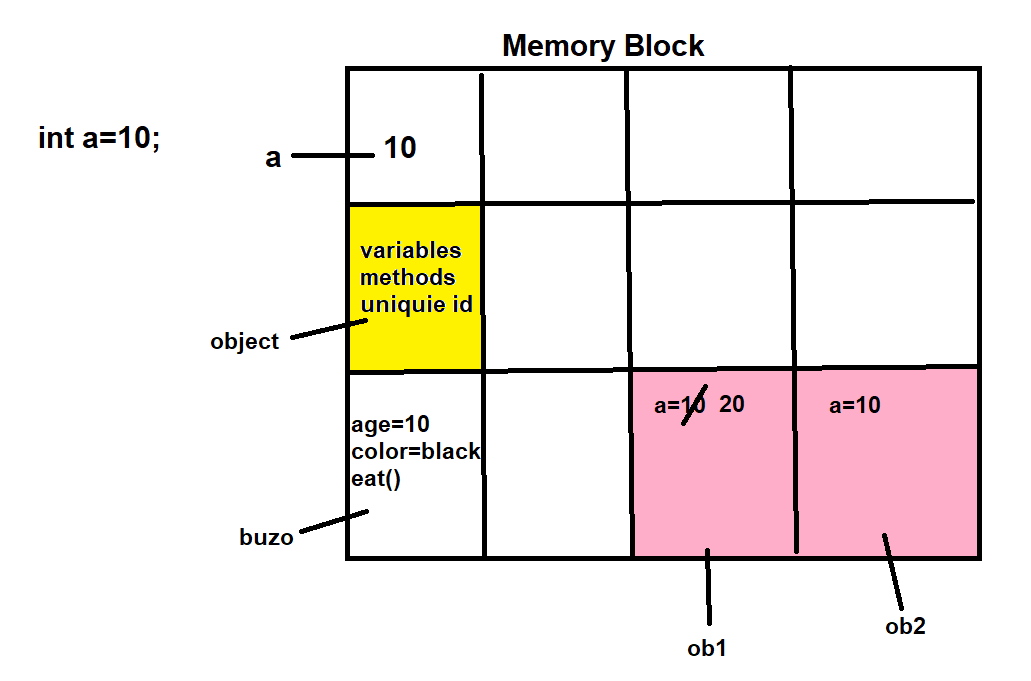 Memory Block
int a=10;
a
10
variables
methods
uniquie id
object
age=10
color=black
eat()
buzo
a=10 20
a=10
ob1
ob2